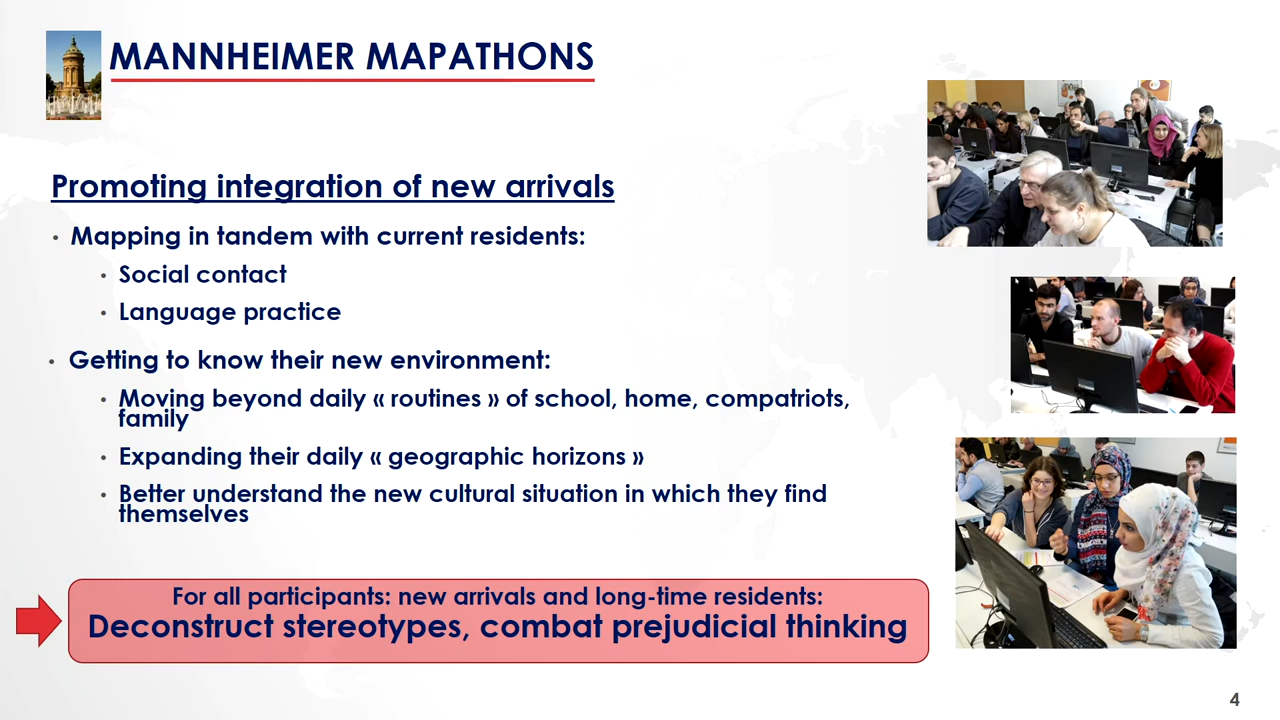 MANNHEIMER MAPATHONS
Promoting integration of new arrivals
• Mapping in tandem with current residents:
• Social contact
• Language practice
• Getting to know their new environment:
• Moving beyond daily « routines » of school, home, compatriots,
family
• Expanding their daily « geographic horizons »
• Better understand the new cultural situation in which they find
themselves
For all participants: new arrivals and long-time residents:
Deconstruct stereotypes, combat prejudicial thinking
4